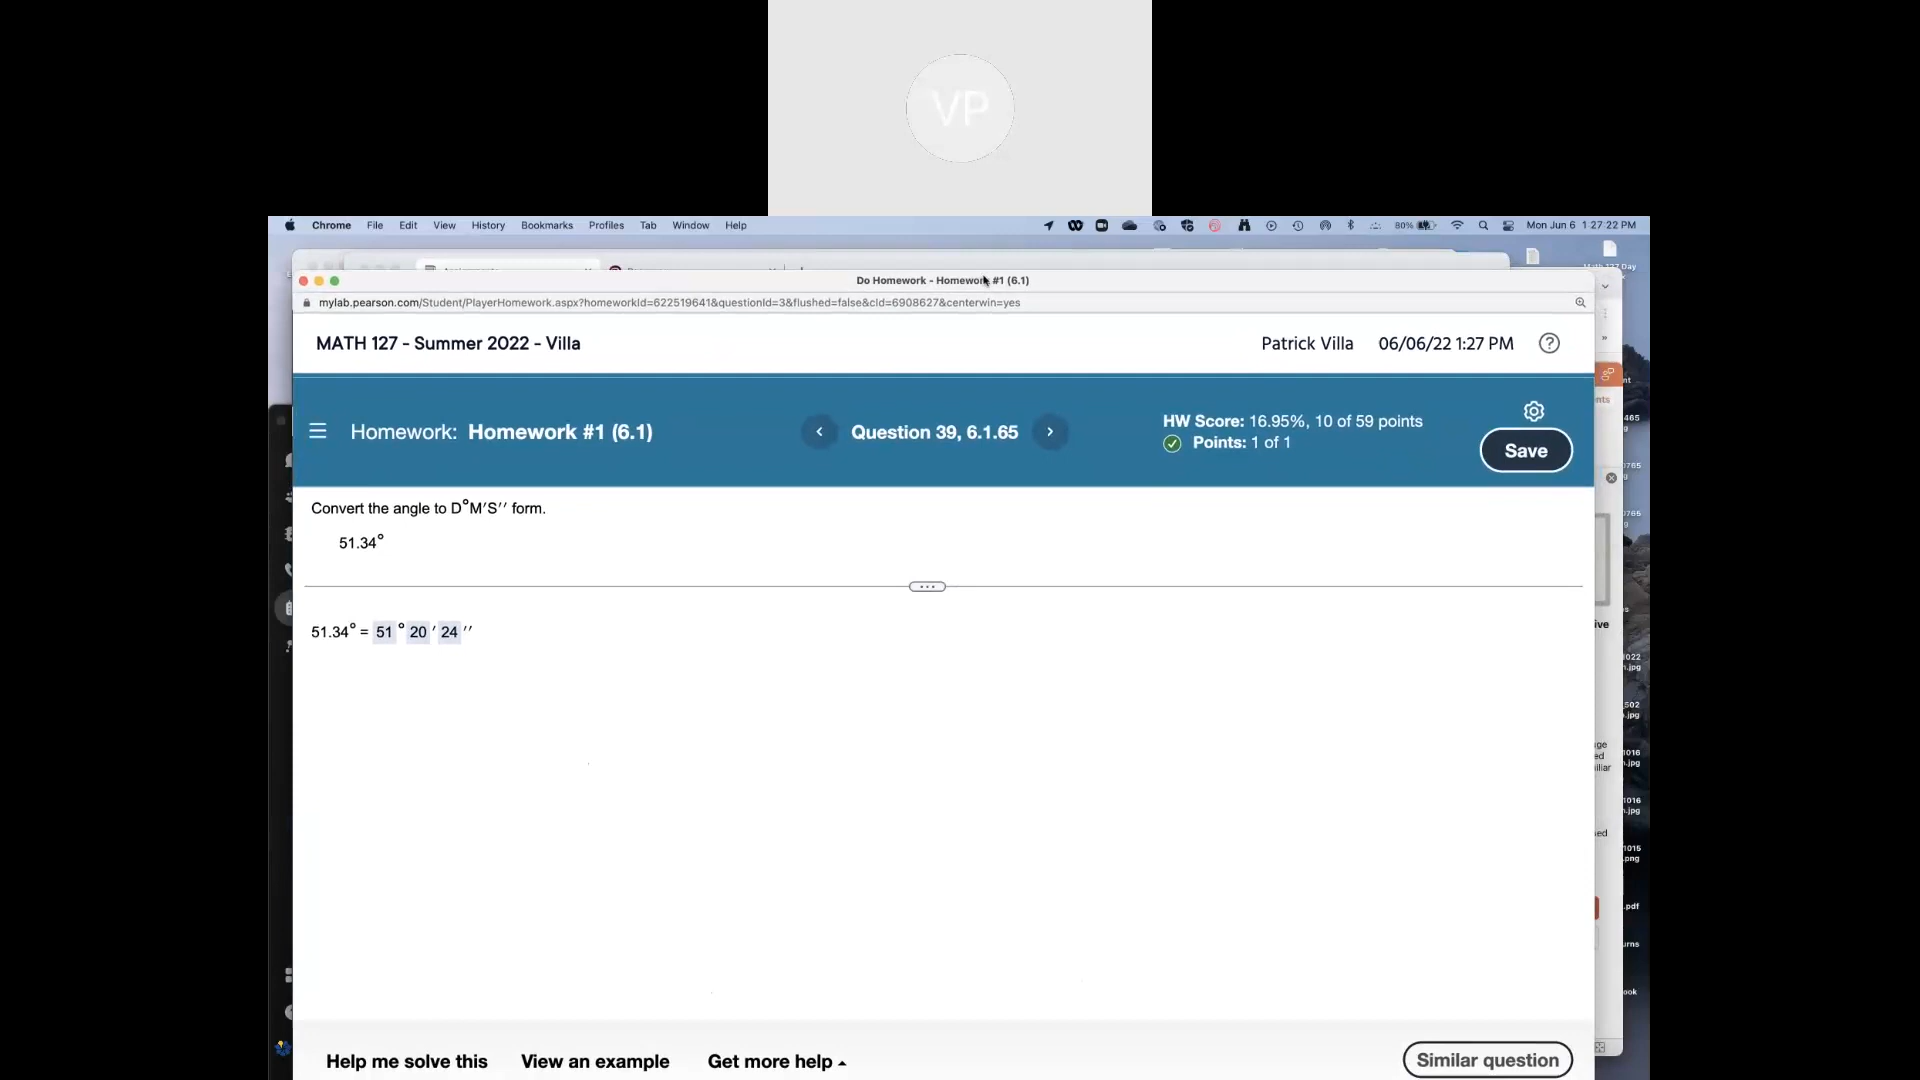 VP
Chrome File Edit View History Bookmarks Profiles Tab Window Help 80% Mon Jun 6 1:27:22 PM
Do Homework - Homework #1 (6.1)
mylab.pearson.com/Student/PlayerHomework.aspx?homeworkId=622519641&questionId=3&flushed=false&cId=6908627&centerwin=yes
MATH 127 - Summer 2022 - Villa Patrick Villa 06/06/22 1:27 PM ?
Homework: Homework #1 (6.1) Question 39, 6.1.65 HW Score: 16.95%, 10 of 59 points
Points: 1 of 1
Save
Convert the angle to D°M′S′′ form.
51.34°
51.34° = 51 ° 20 ′ 24 ′′
Help me solve this View an example Get more help Similar question